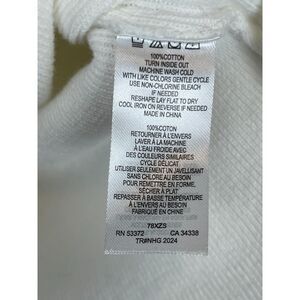 100%COTTON
TURN INSIDE OUT
MACHINE WASH COLD
WITH LIKE COLORS GENTLE CYCLE
USE NON-CHLORINE BLEACH
IF NEEDED
RESHAPE LAY FLAT TO DRY
COOL IRON ON REVERSE IF NEEDED
MADE IN CHINA
100%COTON
RETOURNER À L'ENVERS
LAVER À LA MACHINE
À L'EAU FROIDE AVEC
DES COULEURS SIMILAIRES
CYCLE DÉLICAT
UTILISER SEULEMENT UN JAVELLISANT
SANS CHLORE AU BESOIN
REMETTRE EN FORME
SÉCHER À PLAT
REPASSER À BASSE TEMPÉRATURE
À L'ENVERS AU BESOIN
FABRIQUÉ EN CHINE
78XZS
RN 53372 CA 34338
TR#NHG 2024